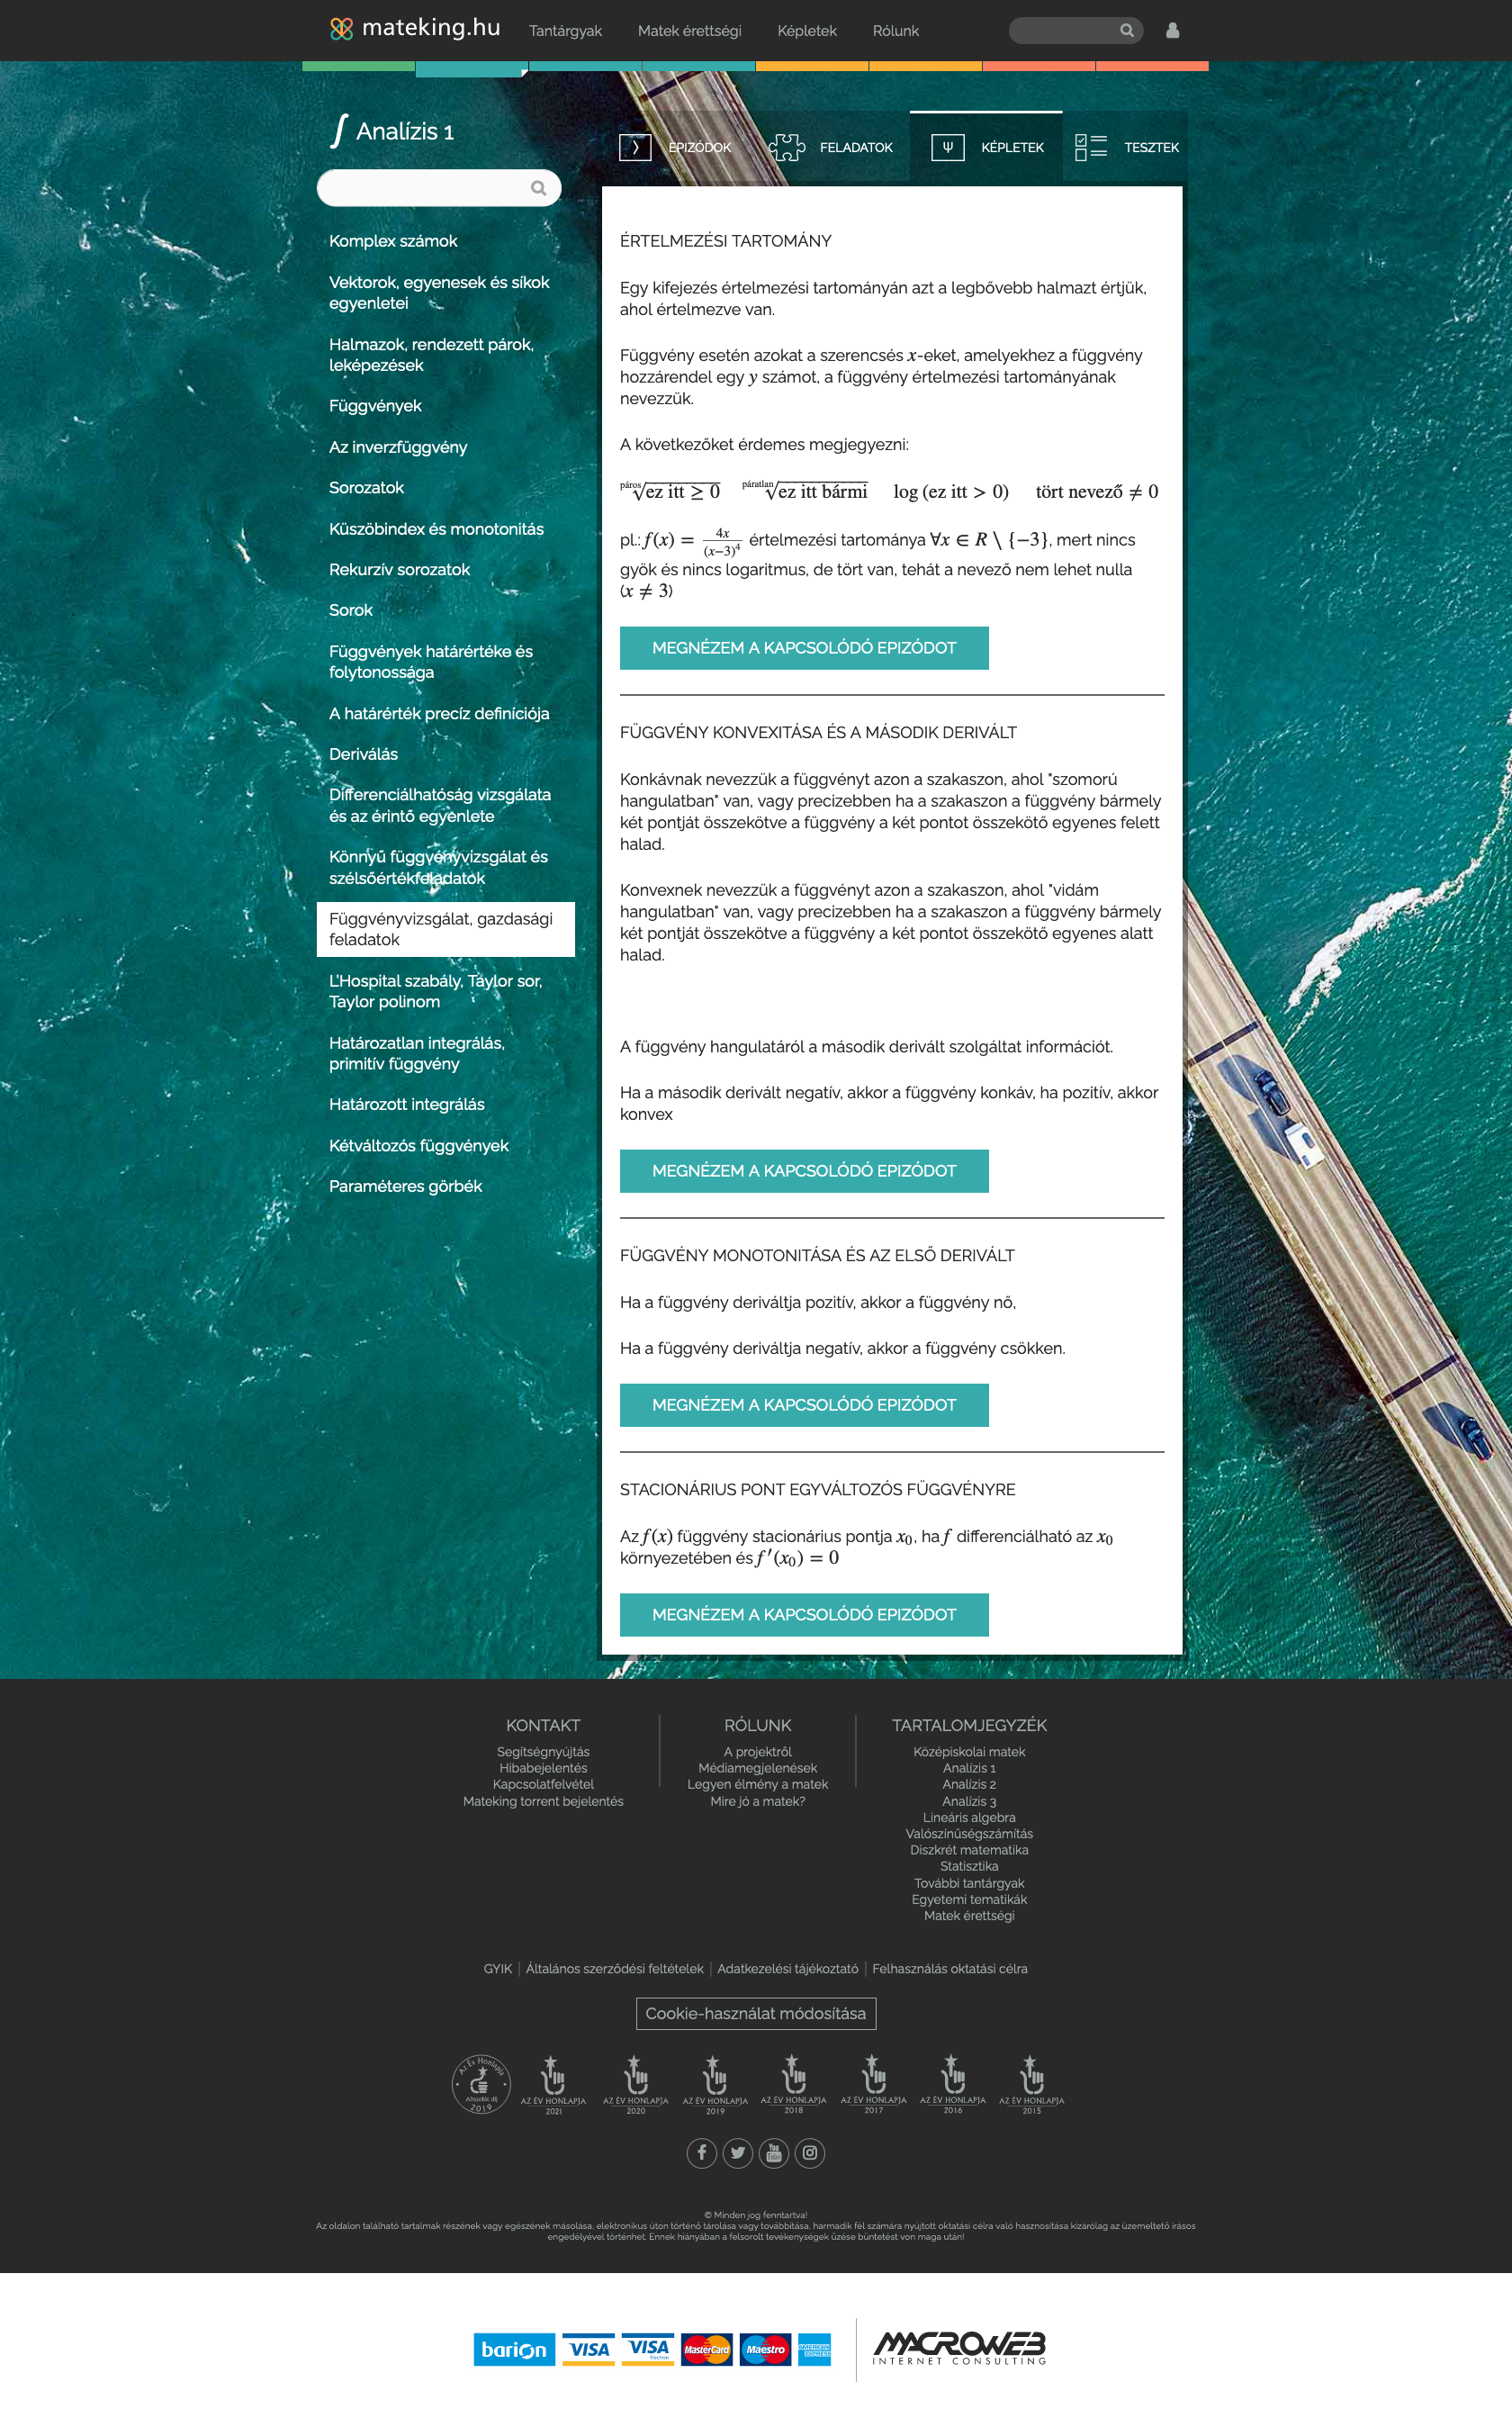 mateking.hu Tantárgyak Matek érettségi Képletek Rólunk
Analízis 1
Komplex számok
Vektorok, egyenesek és síkok
egyenletei
Halmazok, rendezett párok,
leképezések
Függvények
Az inverzfüggvény
Sorozatok
Küszöbindex és monotonitás
Rekurzív sorozatok
Sorok
Függvények határértéke és
folytonossága
A határérték precíz definíciója
Deriválás
Differenciálhatóság vizsgálata
és az érintő egyenlete
Könnyű függvényvizsgálat és
szélsőértékfeladatok
Függvényvizsgálat, gazdasági
feladatok
L'Hospital szabály, Taylor sor,
Taylor polinom
Határozatlan integrálás,
primitív függvény
Határozott integrálás
Kétváltozós függvények
Paraméteres görbék
EPIZÓDOK FELADATOK KÉPLETEK TESZTEK
ÉRTELMEZÉSI TARTOMÁNY
Egy kifejezés értelmezési tartományán azt a legbővebb halmazt értjük,
ahol értelmezve van.
Függvény esetén azokat a szerencsés x-eket, amelyekhez a függvény
hozzárendel egy y számot, a függvény értelmezési tartományának
nevezzük.
A következőket érdemes megjegyezni:
páros√ez itt ≥ 0 páratlan√ez itt bármi log (ez itt > 0) tört nevező ≠ 0
pl.: f(x) = 4x/(x−3)⁴ értelmezési tartománya ∀x ∈ R \ {−3}, mert nincs
gyök és nincs logaritmus, de tört van, tehát a nevező nem lehet nulla
(x ≠ 3)
MEGNÉZEM A KAPCSOLÓDÓ EPIZÓDOT
FÜGGVÉNY KONVEXITÁSA ÉS A MÁSODIK DERIVÁLT
Konkávnak nevezzük a függvényt azon a szakaszon, ahol "szomorú
hangulatban" van, vagy precizebben ha a szakaszon a függvény bármely
két pontját összekötve a függvény a két pontot összekötő egyenes felett
halad.
Konvexnek nevezzük a függvényt azon a szakaszon, ahol "vidám
hangulatban" van, vagy precizebben ha a szakaszon a függvény bármely
két pontját összekötve a függvény a két pontot összekötő egyenes alatt
halad.
A függvény hangulatáról a második derivált szolgáltat információt.
Ha a második derivált negatív, akkor a függvény konkáv, ha pozitív, akkor
konvex
MEGNÉZEM A KAPCSOLÓDÓ EPIZÓDOT
FÜGGVÉNY MONOTONITÁSA ÉS AZ ELSŐ DERIVÁLT
Ha a függvény deriváltja pozitív, akkor a függvény nő,
Ha a függvény deriváltja negatív, akkor a függvény csökken.
MEGNÉZEM A KAPCSOLÓDÓ EPIZÓDOT
STACIONÁRIUS PONT EGYVÁLTOZÓS FÜGGVÉNYRE
Az f(x) függvény stacionárius pontja x₀, ha f differenciálható az x₀
környezetében és f′(x₀) = 0
MEGNÉZEM A KAPCSOLÓDÓ EPIZÓDOT
KONTAKT
Segítségnyújtás
Hibabejelentés
Kapcsolatfelvétel
Mateking torrent bejelentés
RÓLUNK
A projektről
Médiamegjelenések
Legyen élmény a matek
Mire jó a matek?
TARTALOMJEGYZÉK
Középiskolai matek
Analízis 1
Analízis 2
Analízis 3
Lineáris algebra
Valószínűségszámítás
Diszkrét matematika
Statisztika
További tantárgyak
Egyetemi tematikák
Matek érettségi
GYIK | Általános szerződési feltételek | Adatkezelési tájékoztató | Felhasználás oktatási célra
Cookie-használat módosítása
Az Év Honlapja
Abszolút díj
2019
AZ ÉV HONLAPJA
2021
AZ ÉV HONLAPJA
2020
AZ ÉV HONLAPJA
2019
AZ ÉV HONLAPJA
2018
AZ ÉV HONLAPJA
2017
AZ ÉV HONLAPJA
2016
AZ ÉV HONLAPJA
2015
You Tube
© Minden jog fenntartva!
Az oldalon található tartalmak részének vagy egészének másolása, elektronikus úton történő tárolása vagy továbbítása, harmadik fél számára nyújtott oktatási célra való hasznosítása kizárólag az üzemeltető írásos
engedélyével történhet. Ennek hiányában a felsorolt tevékenységek űzése büntetést von maga után!
barion VISA VISA Electron MasterCard Maestro AMERICAN EXPRESS
MACROWEB
INTERNET CONSULTING